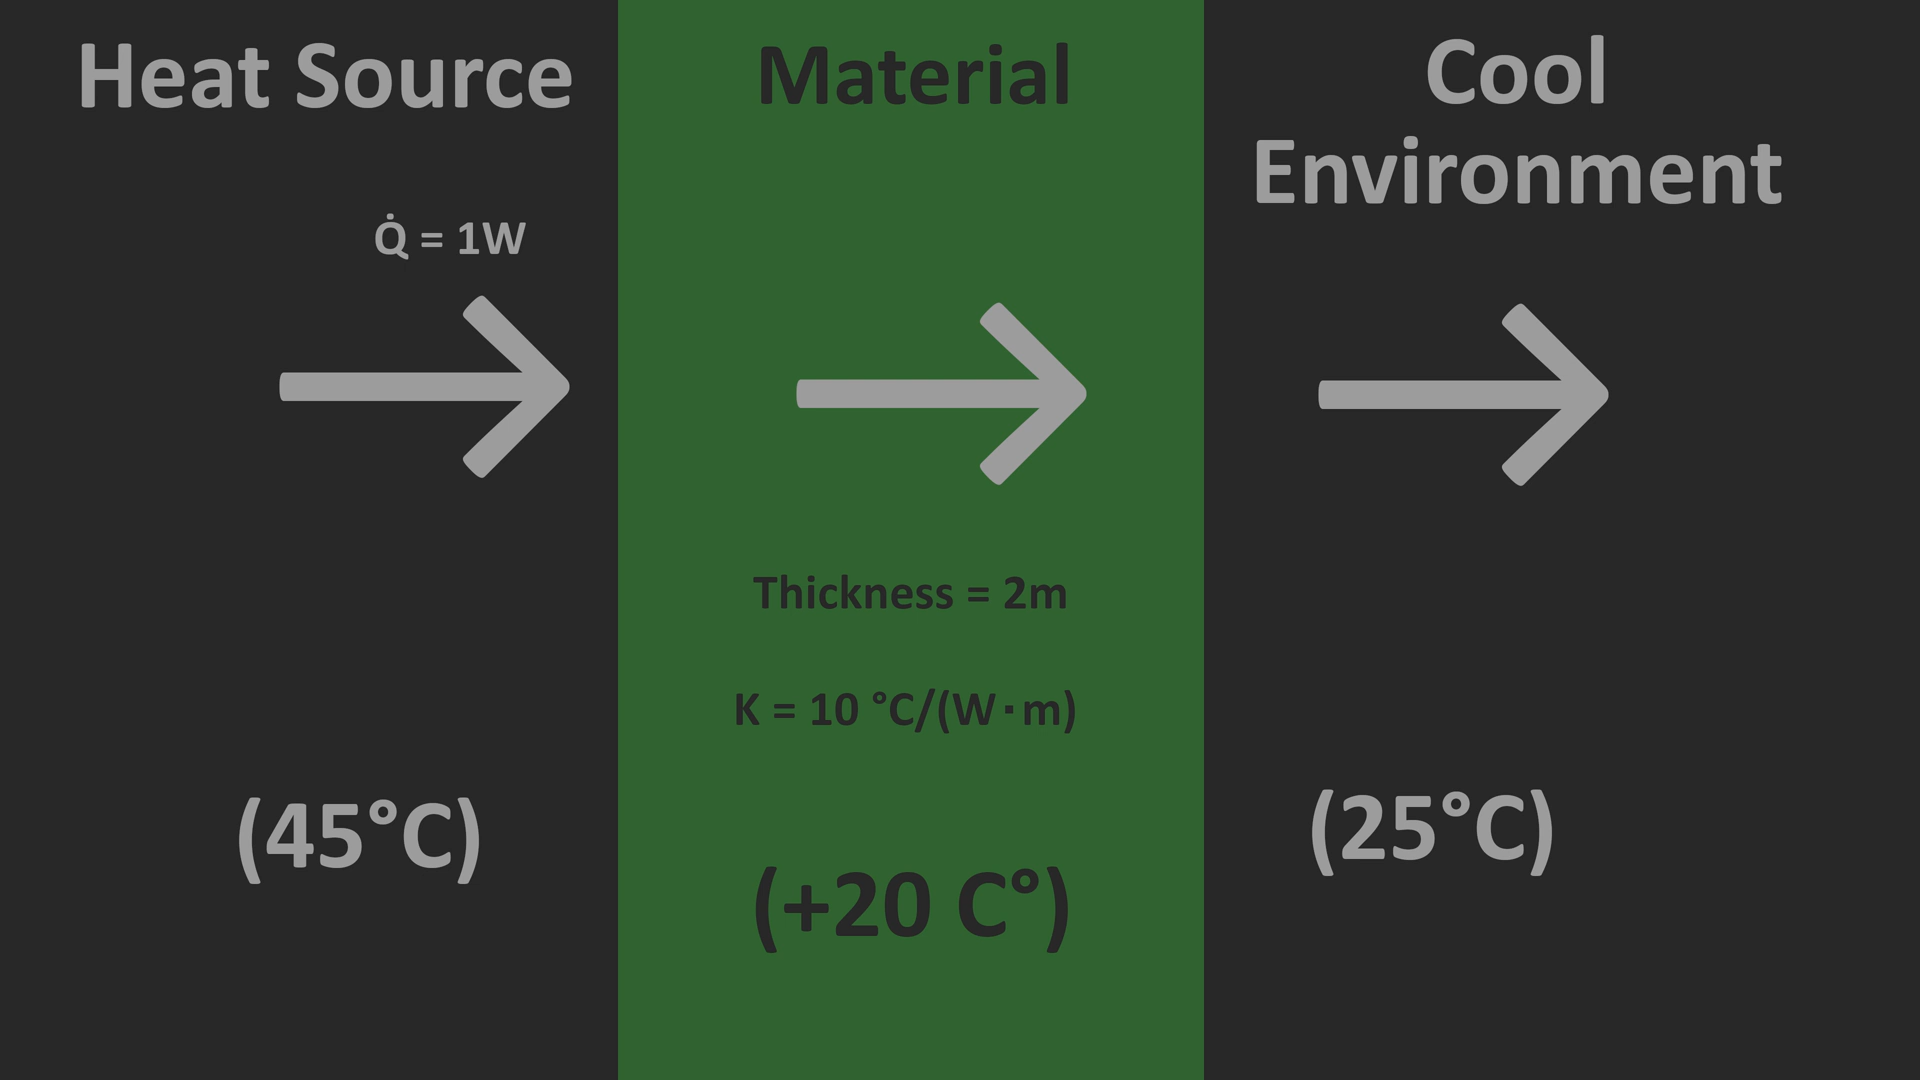 Heat Source
Q̇ = 1W
(45°C)
Material
Thickness = 2m
K = 10 °C/(W·m)
(+20 C°)
Cool
Environment
(25°C)